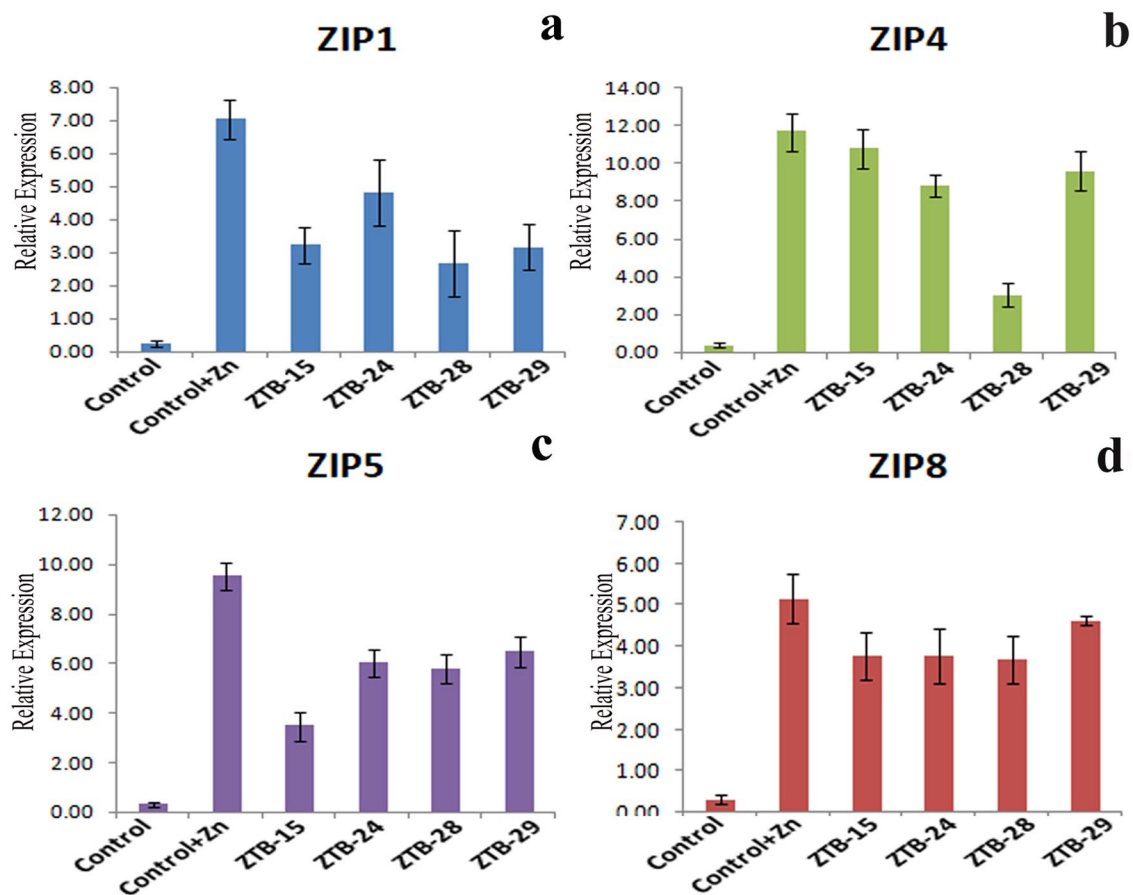 ZIP1
a
Relative Expression
8.00
7.00
6.00
5.00
4.00
3.00
2.00
1.00
0.00
Control
Control+Zn
ZTB-15
ZTB-24
ZTB-28
ZTB-29
ZIP4
b
Relative Expression
14.00
12.00
10.00
8.00
6.00
4.00
2.00
0.00
Control
Control+Zn
ZTB-15
ZTB-24
ZTB-28
ZTB-29
ZIP5
c
Relative Expression
12.00
10.00
8.00
6.00
4.00
2.00
0.00
Control
Control+Zn
ZTB-15
ZTB-24
ZTB-28
ZTB-29
ZIP8
d
Relative Expression
7.00
6.00
5.00
4.00
3.00
2.00
1.00
0.00
Control
Control+Zn
ZTB-15
ZTB-24
ZTB-28
ZTB-29